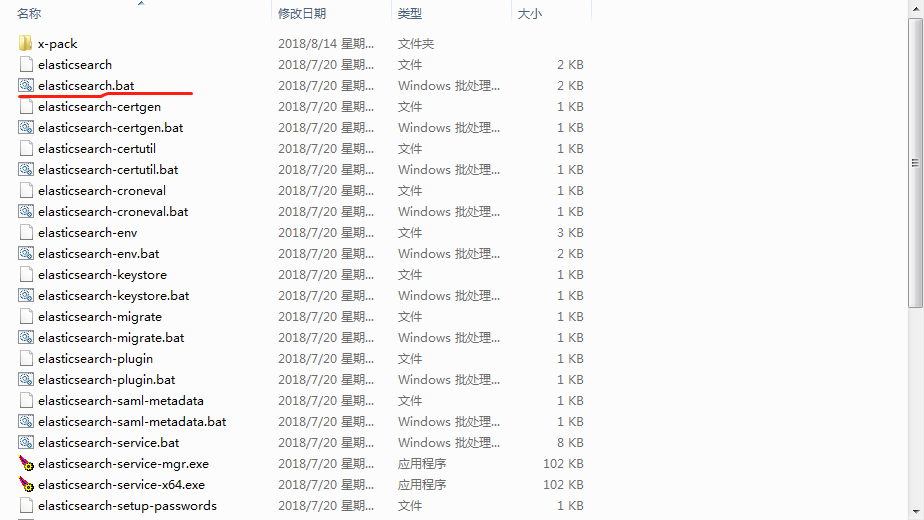 名称 修改日期 类型 大小
x-pack 2018/8/14 星期... 文件夹
elasticsearch 2018/7/20 星期... 文件 2 KB
elasticsearch.bat 2018/7/20 星期... Windows 批处理... 2 KB
elasticsearch-certgen 2018/7/20 星期... 文件 1 KB
elasticsearch-certgen.bat 2018/7/20 星期... Windows 批处理... 1 KB
elasticsearch-certutil 2018/7/20 星期... 文件 1 KB
elasticsearch-certutil.bat 2018/7/20 星期... Windows 批处理... 1 KB
elasticsearch-croneval 2018/7/20 星期... 文件 1 KB
elasticsearch-croneval.bat 2018/7/20 星期... Windows 批处理... 1 KB
elasticsearch-env 2018/7/20 星期... 文件 3 KB
elasticsearch-env.bat 2018/7/20 星期... Windows 批处理... 2 KB
elasticsearch-keystore 2018/7/20 星期... 文件 1 KB
elasticsearch-keystore.bat 2018/7/20 星期... Windows 批处理... 1 KB
elasticsearch-migrate 2018/7/20 星期... 文件 1 KB
elasticsearch-migrate.bat 2018/7/20 星期... Windows 批处理... 1 KB
elasticsearch-plugin 2018/7/20 星期... 文件 1 KB
elasticsearch-plugin.bat 2018/7/20 星期... Windows 批处理... 1 KB
elasticsearch-saml-metadata 2018/7/20 星期... 文件 1 KB
elasticsearch-saml-metadata.bat 2018/7/20 星期... Windows 批处理... 1 KB
elasticsearch-service.bat 2018/7/20 星期... Windows 批处理... 8 KB
elasticsearch-service-mgr.exe 2018/7/20 星期... 应用程序 102 KB
elasticsearch-service-x64.exe 2018/7/20 星期... 应用程序 102 KB
elasticsearch-setup-passwords 2018/7/20 星期... 文件 1 KB